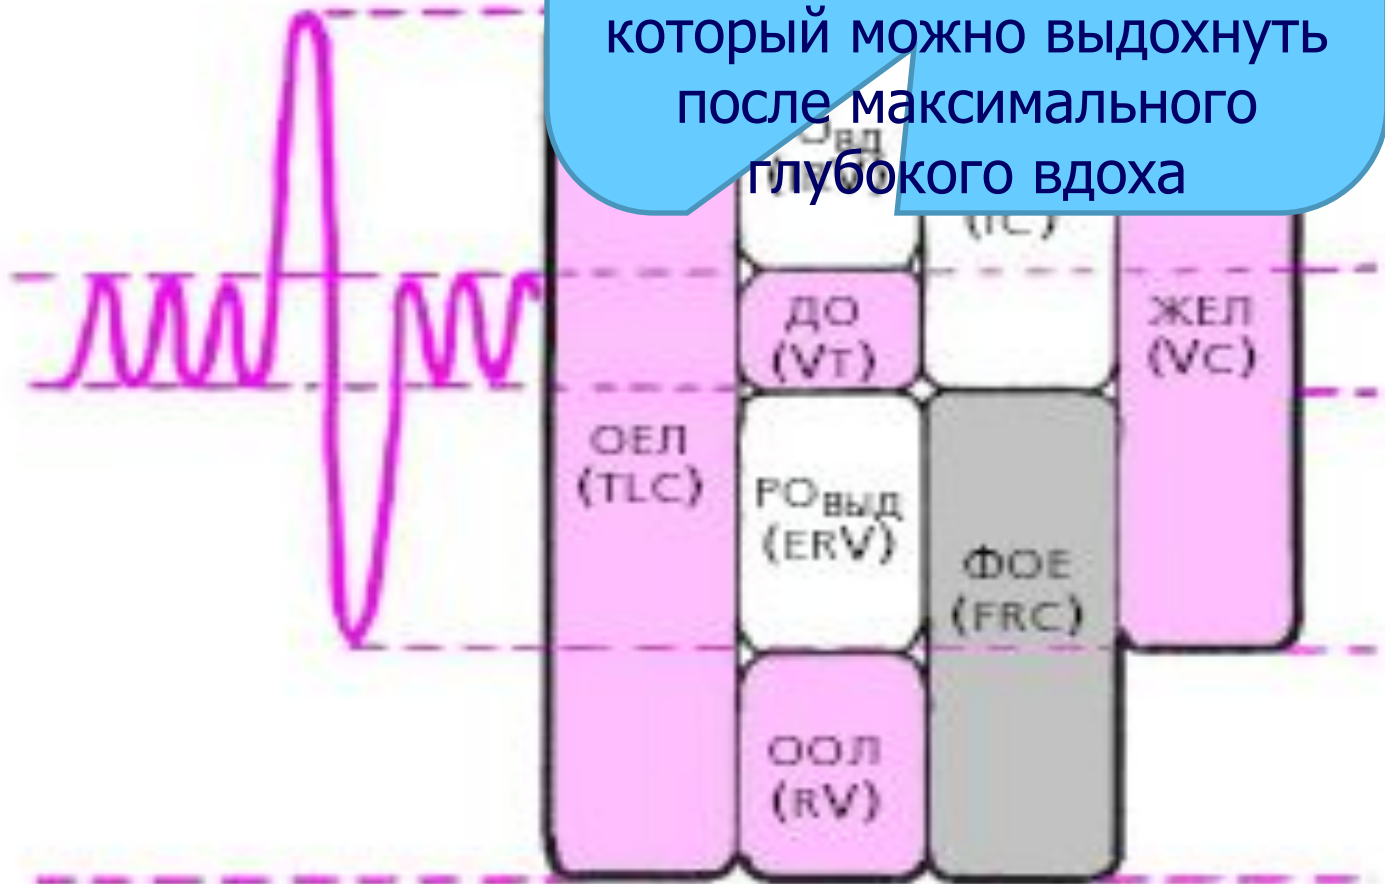 который можно выдохнуть
после максимального
глубокого вдоха
ДО
(VT)
ЖЕЛ
(VC)
ОЕЛ
(TLC)
РОВЫД
(ERV)
ФОЕ
(FRC)
ООЛ
(RV)